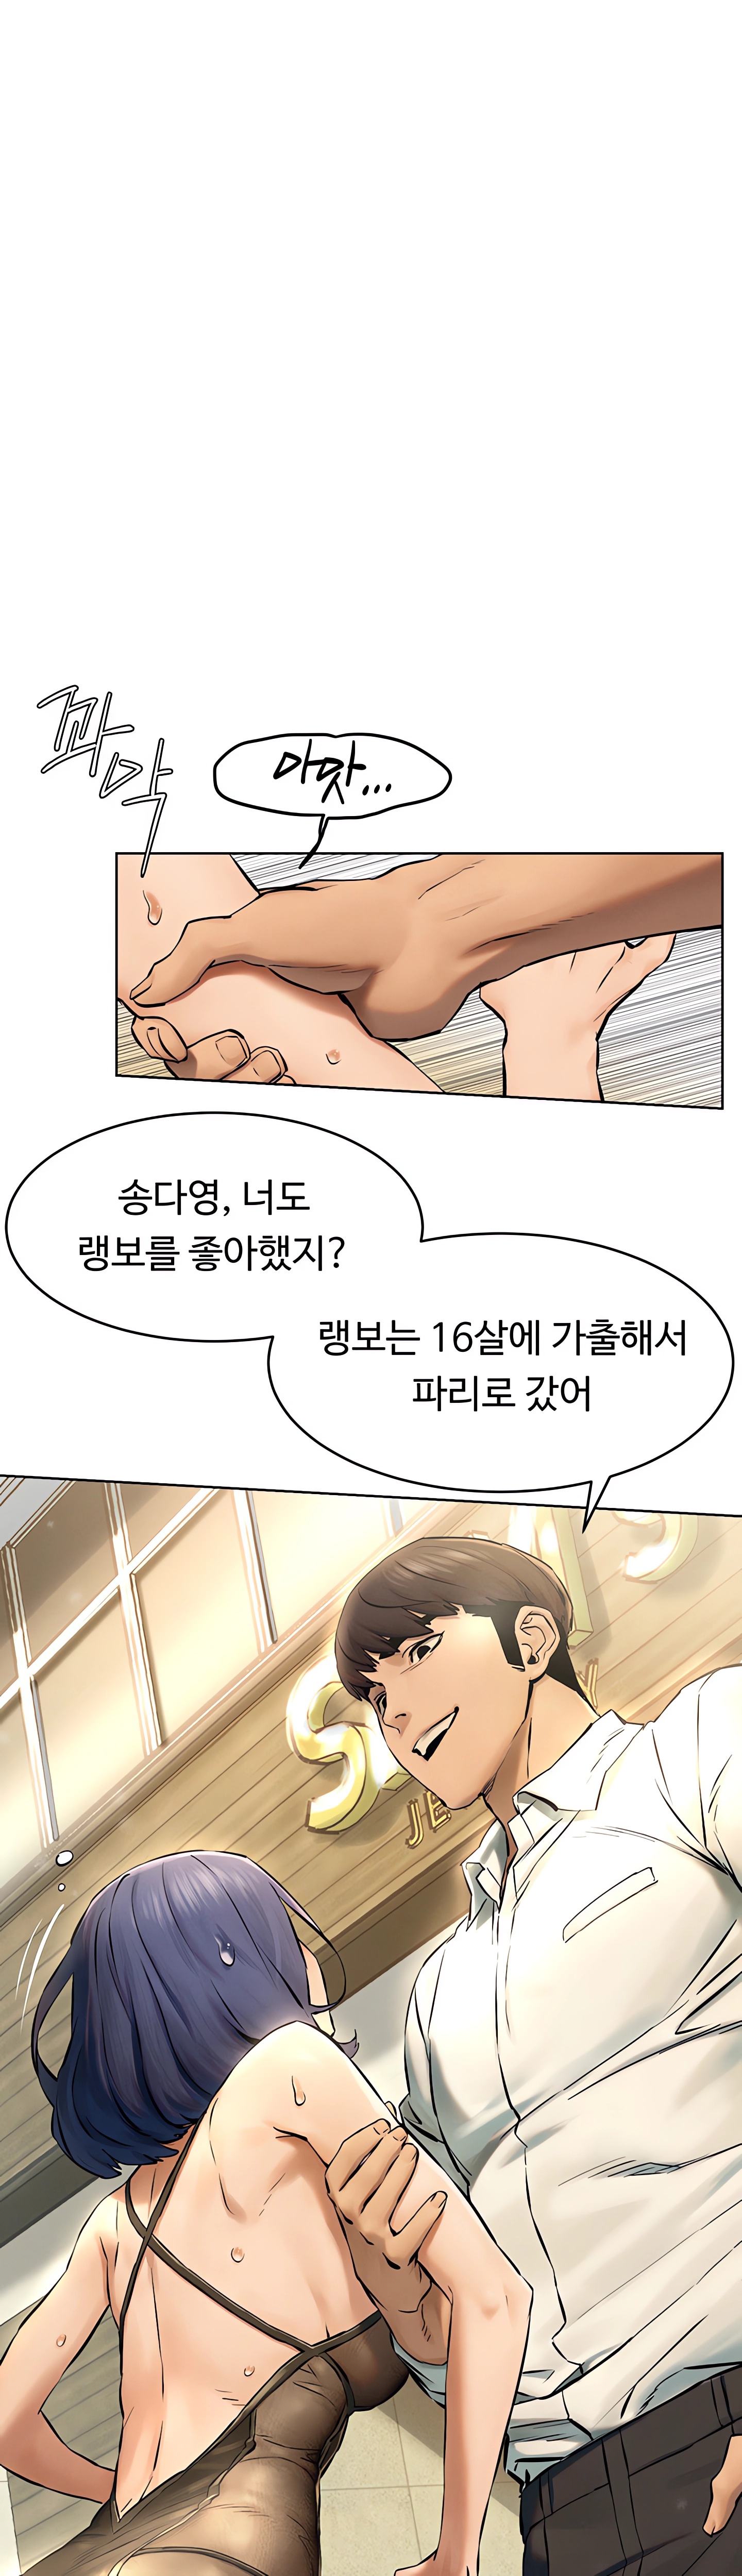 꽈악
아앗...
송다영, 너도
랭보를 좋아했지?
랭보는 16살에 가출해서
파리로 갔어
S
JE